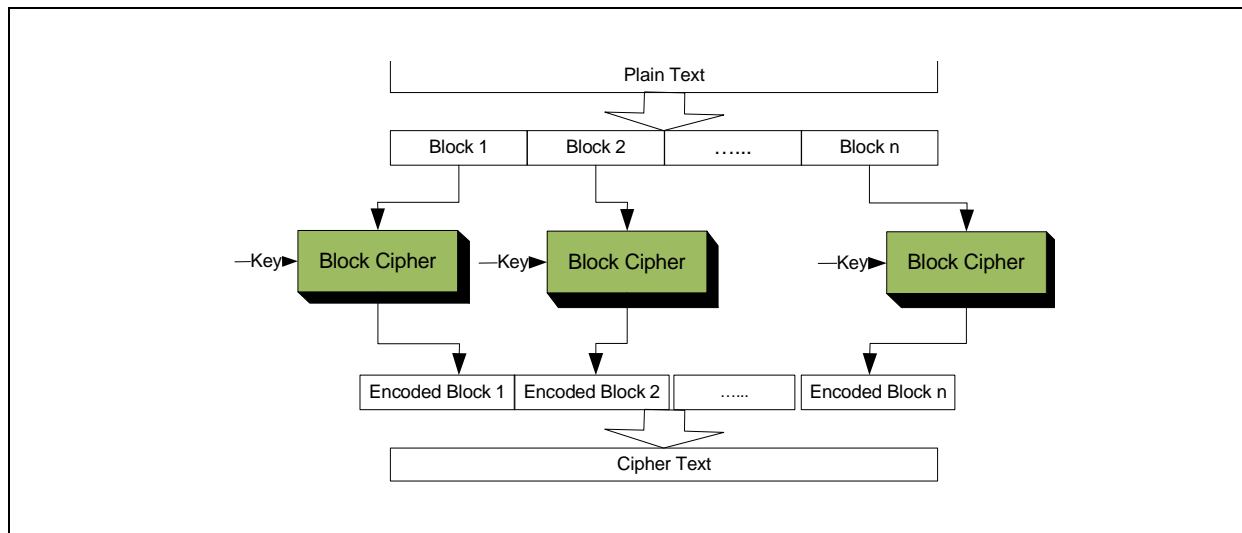 Plain Text
Block 1 Block 2 …... Block n
Key Block Cipher Key Block Cipher Key Block Cipher
Encoded Block 1 Encoded Block 2 …... Encoded Block n
Cipher Text